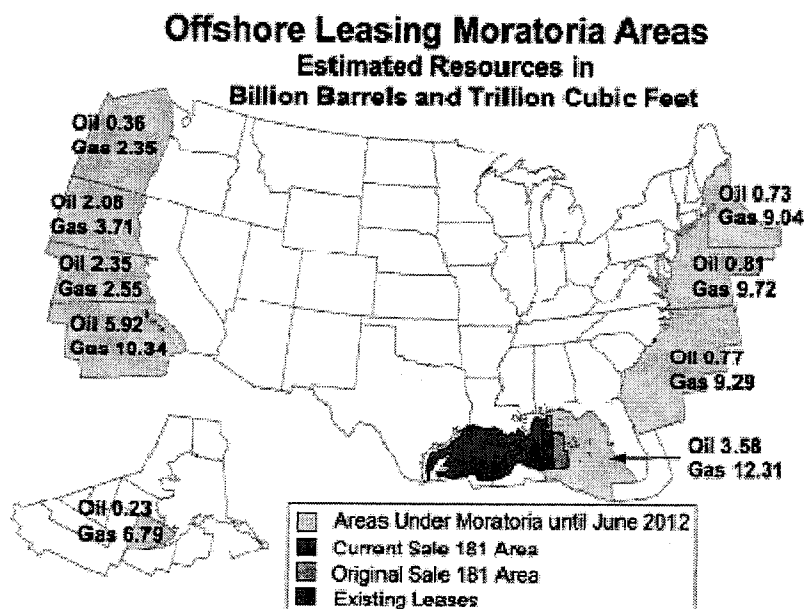 Offshore Leasing Moratoria Areas
Estimated Resources in
Billion Barrels and Trillion Cubic Feet
Oil 0.36
Gas 2.35
Oil 2.08
Gas 3.71
Oil 2.35
Gas 2.55
Oil 5.92
Gas 10.34
Oil 0.73
Gas 9.04
Oil 0.81
Gas 9.72
Oil 0.77
Gas 9.29
Oil 3.58
Gas 12.31
Oil 0.23
Gas 6.79
Areas Under Moratoria until June 2012
Current Sale 181 Area
Original Sale 181 Area
Existing Leases